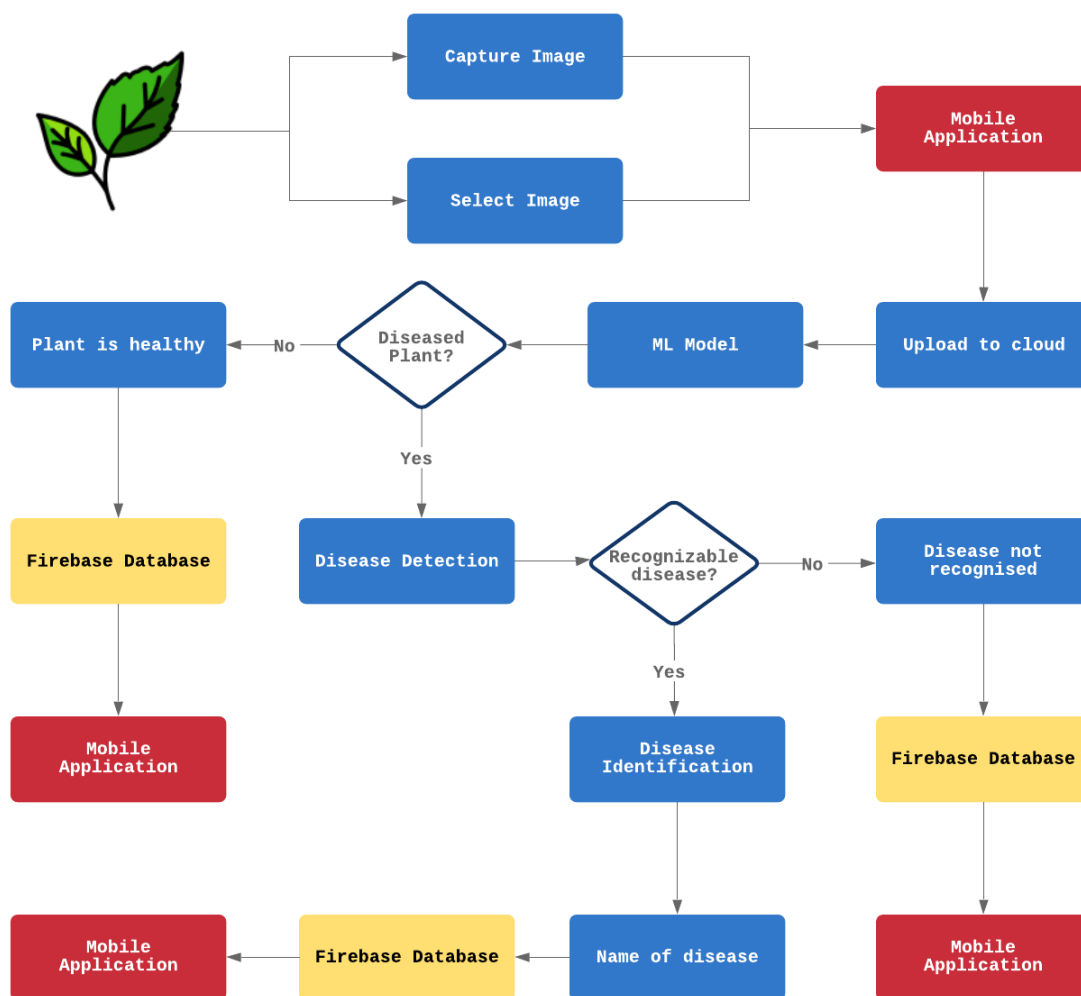 Capture Image
Mobile
Application
Select Image
Plant is healthy
No
Diseased
Plant?
ML Model
Upload to cloud
Yes
Firebase Database
Disease Detection
Recognizable
disease?
No
Disease not
recognised
Yes
Mobile
Application
Disease
Identification
Firebase Database
Mobile
Application
Firebase Database
Name of disease
Mobile
Application